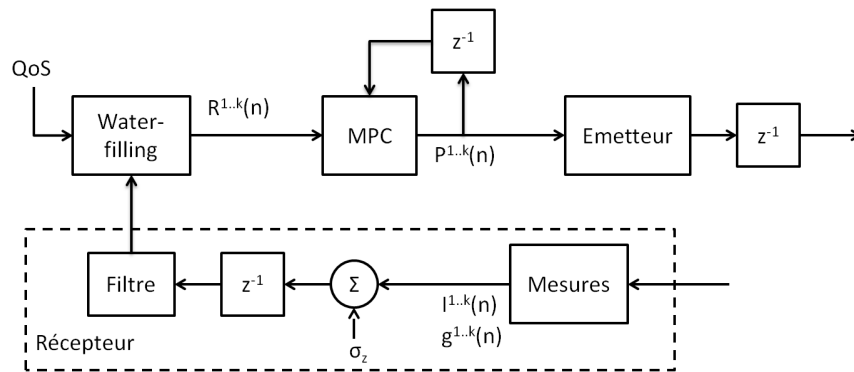 z⁻¹
QoS
Water-
filling
R¹··ᵏ(n)
MPC
P¹··ᵏ(n)
Emetteur
z⁻¹
Filtre
z⁻¹
Σ
σz
I¹··ᵏ(n)
g¹··ᵏ(n)
Mesures
Récepteur